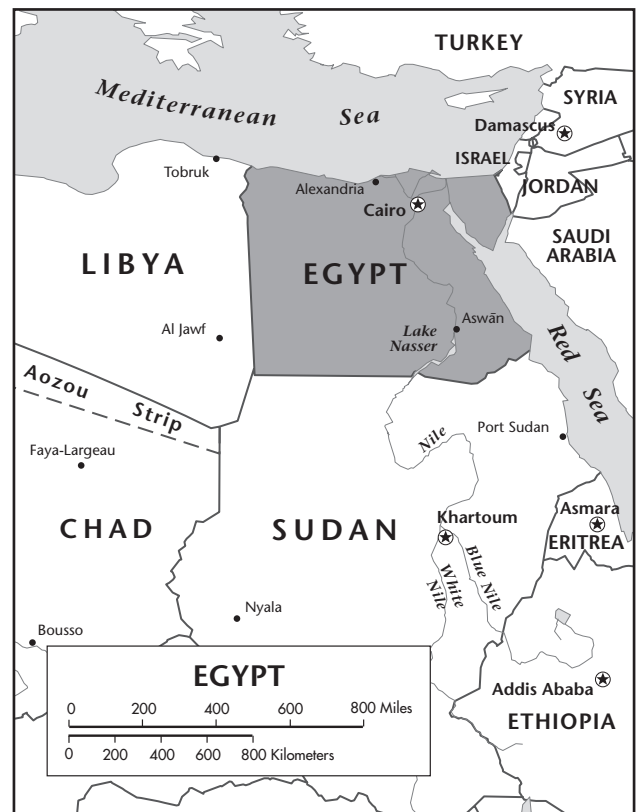 TURKEY
Mediterranean Sea
SYRIA
Damascus
ISRAEL
Tobruk
Alexandria
JORDAN
Cairo
SAUDI
ARABIA
LIBYA
EGYPT
Al Jawf
Lake
Nasser
Aswān
Red Sea
Aozou Strip
Faya-Largeau
Nile
Port Sudan
CHAD
SUDAN
Khartoum
Asmara
ERITREA
Blue Nile
White
Nile
Nyala
Bousso
EGYPT
0 200 400 600 800 Miles
0 200 400 600 800 Kilometers
Addis Ababa
ETHIOPIA